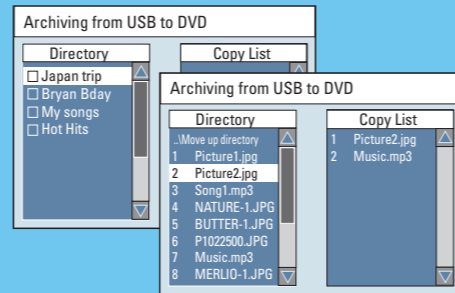 Archiving from USB to DVD
Directory
Copy List
Japan trip
Bryan Bday
My songs
Hot Hits
Archiving from USB to DVD
Directory
Copy List
..\Move up directory
1 Picture1.jpg
2 Picture2.jpg
3 Song1.mp3
4 NATURE-1.JPG
5 BUTTER-1.JPG
6 P1022500.JPG
7 Music.mp3
8 MERLIO-1.JPG
1 Picture2.jpg
2 Music.mp3